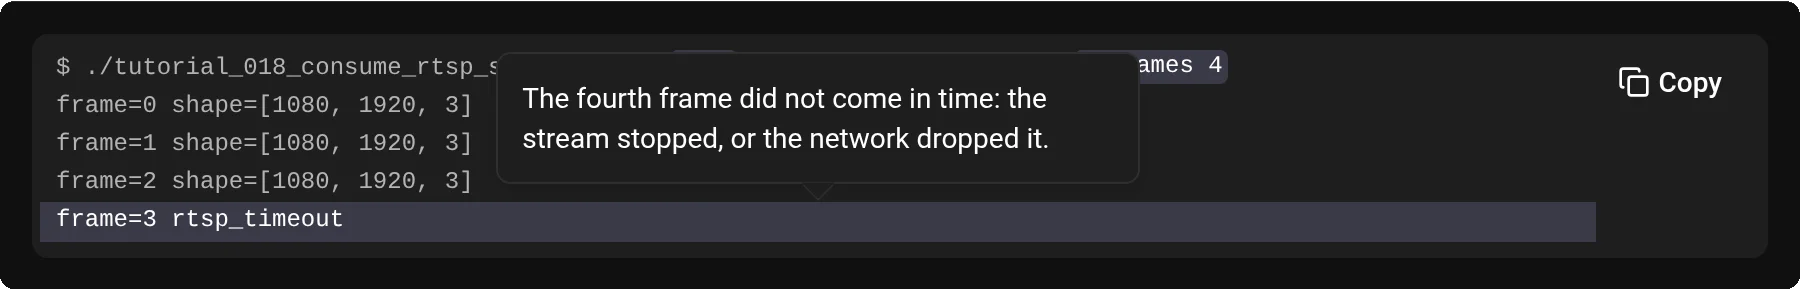 $ ./tutorial_018_consume_rtsp_s
ames 4
Copy
The fourth frame did not come in time: the
stream stopped, or the network dropped it.
frame=0 shape=[1080, 1920, 3]
frame=1 shape=[1080, 1920, 3]
frame=2 shape=[1080, 1920, 3]
frame=3 rtsp_timeout